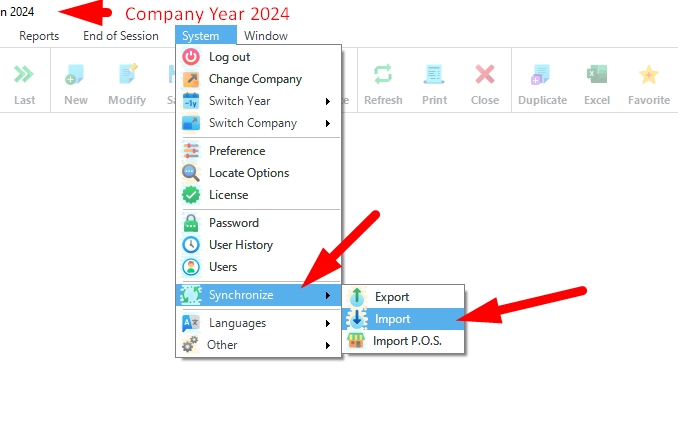 n 2024 Company Year 2024
Reports End of Session System Window
Last New Modify Sa e Refresh Print Close Duplicate Excel Favorite
Log out
Change Company
-1y Switch Year
Switch Company
Preference
Locate Options
License
Password
User History
Users
Synchronize
Export
Import
Import P.O.S.
Languages
Other